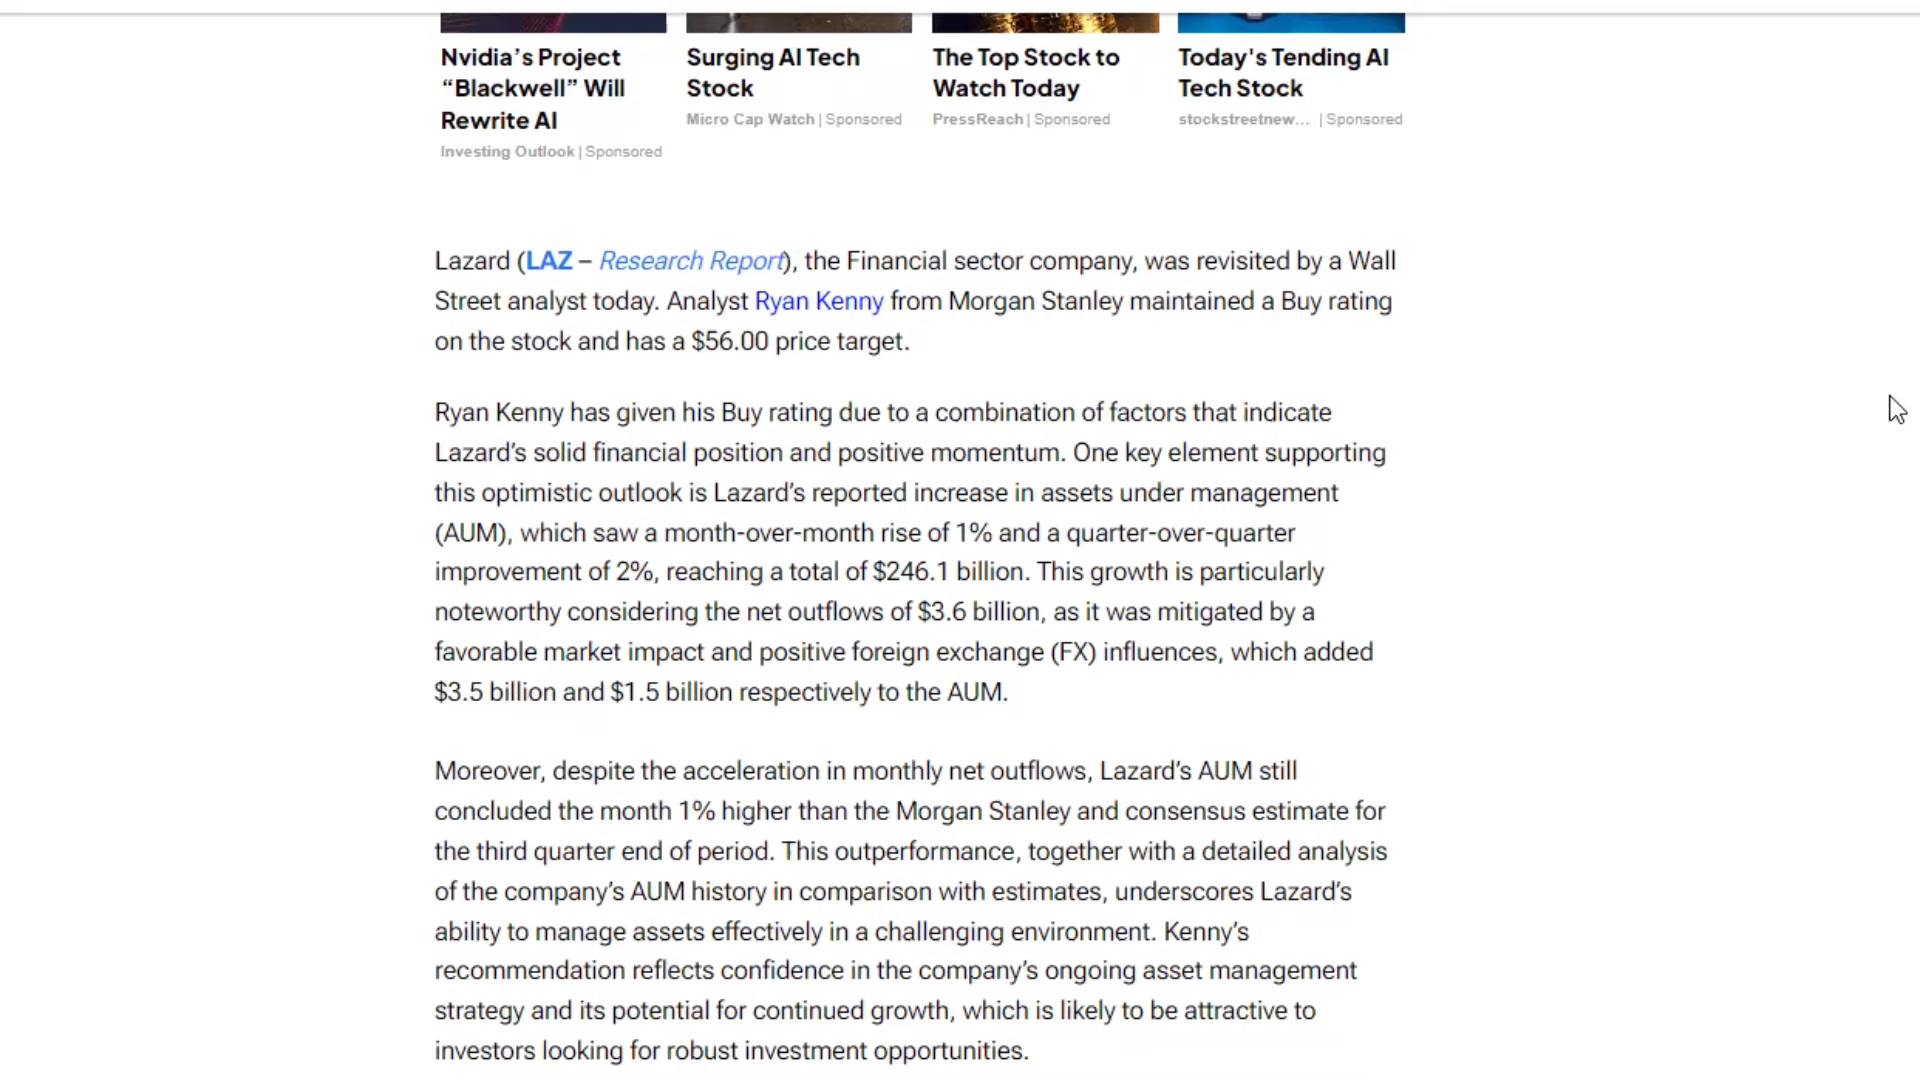 Nvidia’s Project
“Blackwell” Will
Rewrite AI
Investing Outlook | Sponsored
Surging AI Tech
Stock
Micro Cap Watch | Sponsored
The Top Stock to
Watch Today
PressReach | Sponsored
Today's Tending AI
Tech Stock
stockstreetnew... | Sponsored
Lazard (LAZ – Research Report), the Financial sector company, was revisited by a Wall
Street analyst today. Analyst Ryan Kenny from Morgan Stanley maintained a Buy rating
on the stock and has a $56.00 price target.
Ryan Kenny has given his Buy rating due to a combination of factors that indicate
Lazard’s solid financial position and positive momentum. One key element supporting
this optimistic outlook is Lazard’s reported increase in assets under management
(AUM), which saw a month-over-month rise of 1% and a quarter-over-quarter
improvement of 2%, reaching a total of $246.1 billion. This growth is particularly
noteworthy considering the net outflows of $3.6 billion, as it was mitigated by a
favorable market impact and positive foreign exchange (FX) influences, which added
$3.5 billion and $1.5 billion respectively to the AUM.
Moreover, despite the acceleration in monthly net outflows, Lazard’s AUM still
concluded the month 1% higher than the Morgan Stanley and consensus estimate for
the third quarter end of period. This outperformance, together with a detailed analysis
of the company’s AUM history in comparison with estimates, underscores Lazard’s
ability to manage assets effectively in a challenging environment. Kenny’s
recommendation reflects confidence in the company’s ongoing asset management
strategy and its potential for continued growth, which is likely to be attractive to
investors looking for robust investment opportunities.